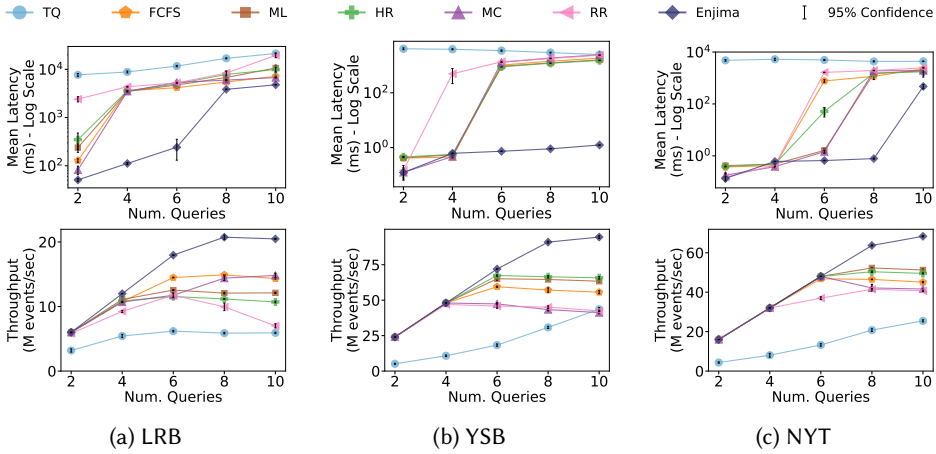 TQ FCFS ML HR MC RR Enjima 95% Confidence
Mean Latency
(ms) - Log Scale
10^4
10^3
10^2
2 4 6 8 10
Num. Queries
Mean Latency
(ms) - Log Scale
10^2
10^0
2 4 6 8 10
Num. Queries
Mean Latency
(ms) - Log Scale
10^4
10^2
10^0
2 4 6 8 10
Num. Queries
Throughput
(M events/sec)
20
10
0
2 4 6 8 10
Num. Queries
Throughput
(M events/sec)
75
50
25
0
2 4 6 8 10
Num. Queries
Throughput
(M events/sec)
60
40
20
0
2 4 6 8 10
Num. Queries
(a) LRB
(b) YSB
(c) NYT